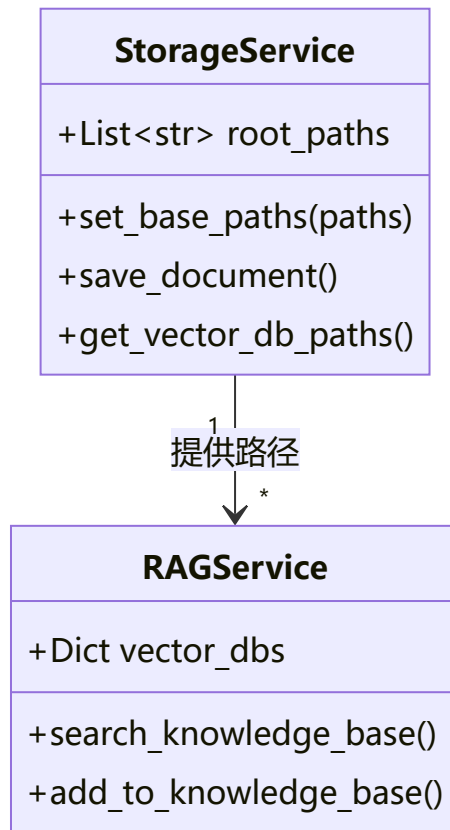 StorageService
+List<str> root_paths
+set_base_paths(paths)
+save_document()
+get_vector_db_paths()
1
提供路径
*
RAGService
+Dict vector_dbs
+search_knowledge_base()
+add_to_knowledge_base()